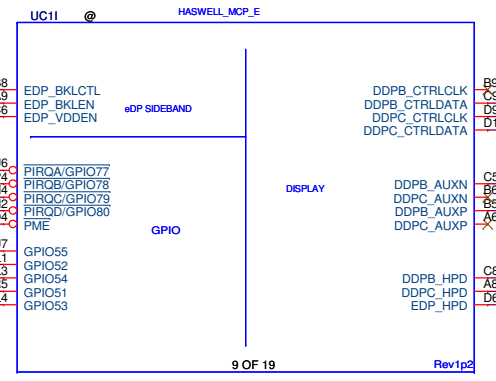 UC1I @ HASWELL_MCP_E
EDP_BKLCTL
EDP_BKLEN
EDP_VDDEN
eDP SIDEBAND
DDPB_CTRLCLK
DDPB_CTRLDATA
DDPC_CTRLCLK
DDPC_CTRLDATA
PIRQA/GPIO77
PIRQB/GPIO78
PIRQC/GPIO79
PIRQD/GPIO80
PME
GPIO
DISPLAY
DDPB_AUXN
DDPC_AUXN
DDPB_AUXP
DDPC_AUXP
GPIO55
GPIO52
GPIO54
GPIO51
GPIO53
DDPB_HPD
DDPC_HPD
EDP_HPD
9 OF 19
Rev1p2